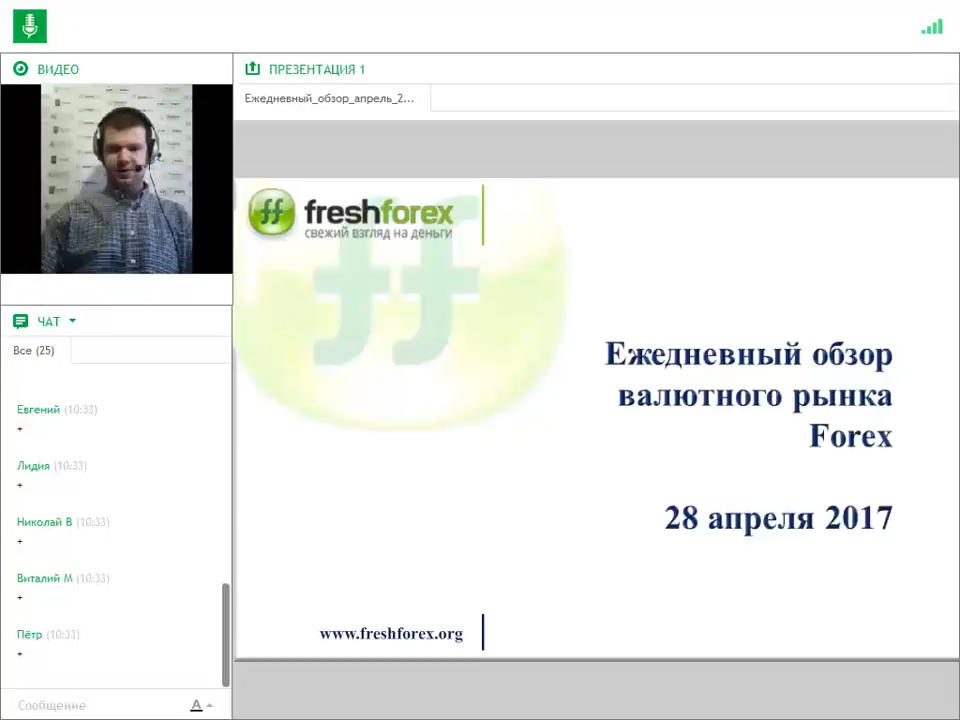 ВИДЕО
ПРЕЗЕНТАЦИЯ 1
Ежедневный_обзор_апрель_2...
freshforex
свежий взгляд на деньги
Ежедневный обзор
валютного рынка
Forex
28 апреля 2017
www.freshforex.org
ЧАТ
Все (25)
Евгений (10:33)
+
Лидия (10:33)
+
Николай В (10:33)
+
Виталий М (10:33)
+
Пётр (10:33)
+
Сообщение
A